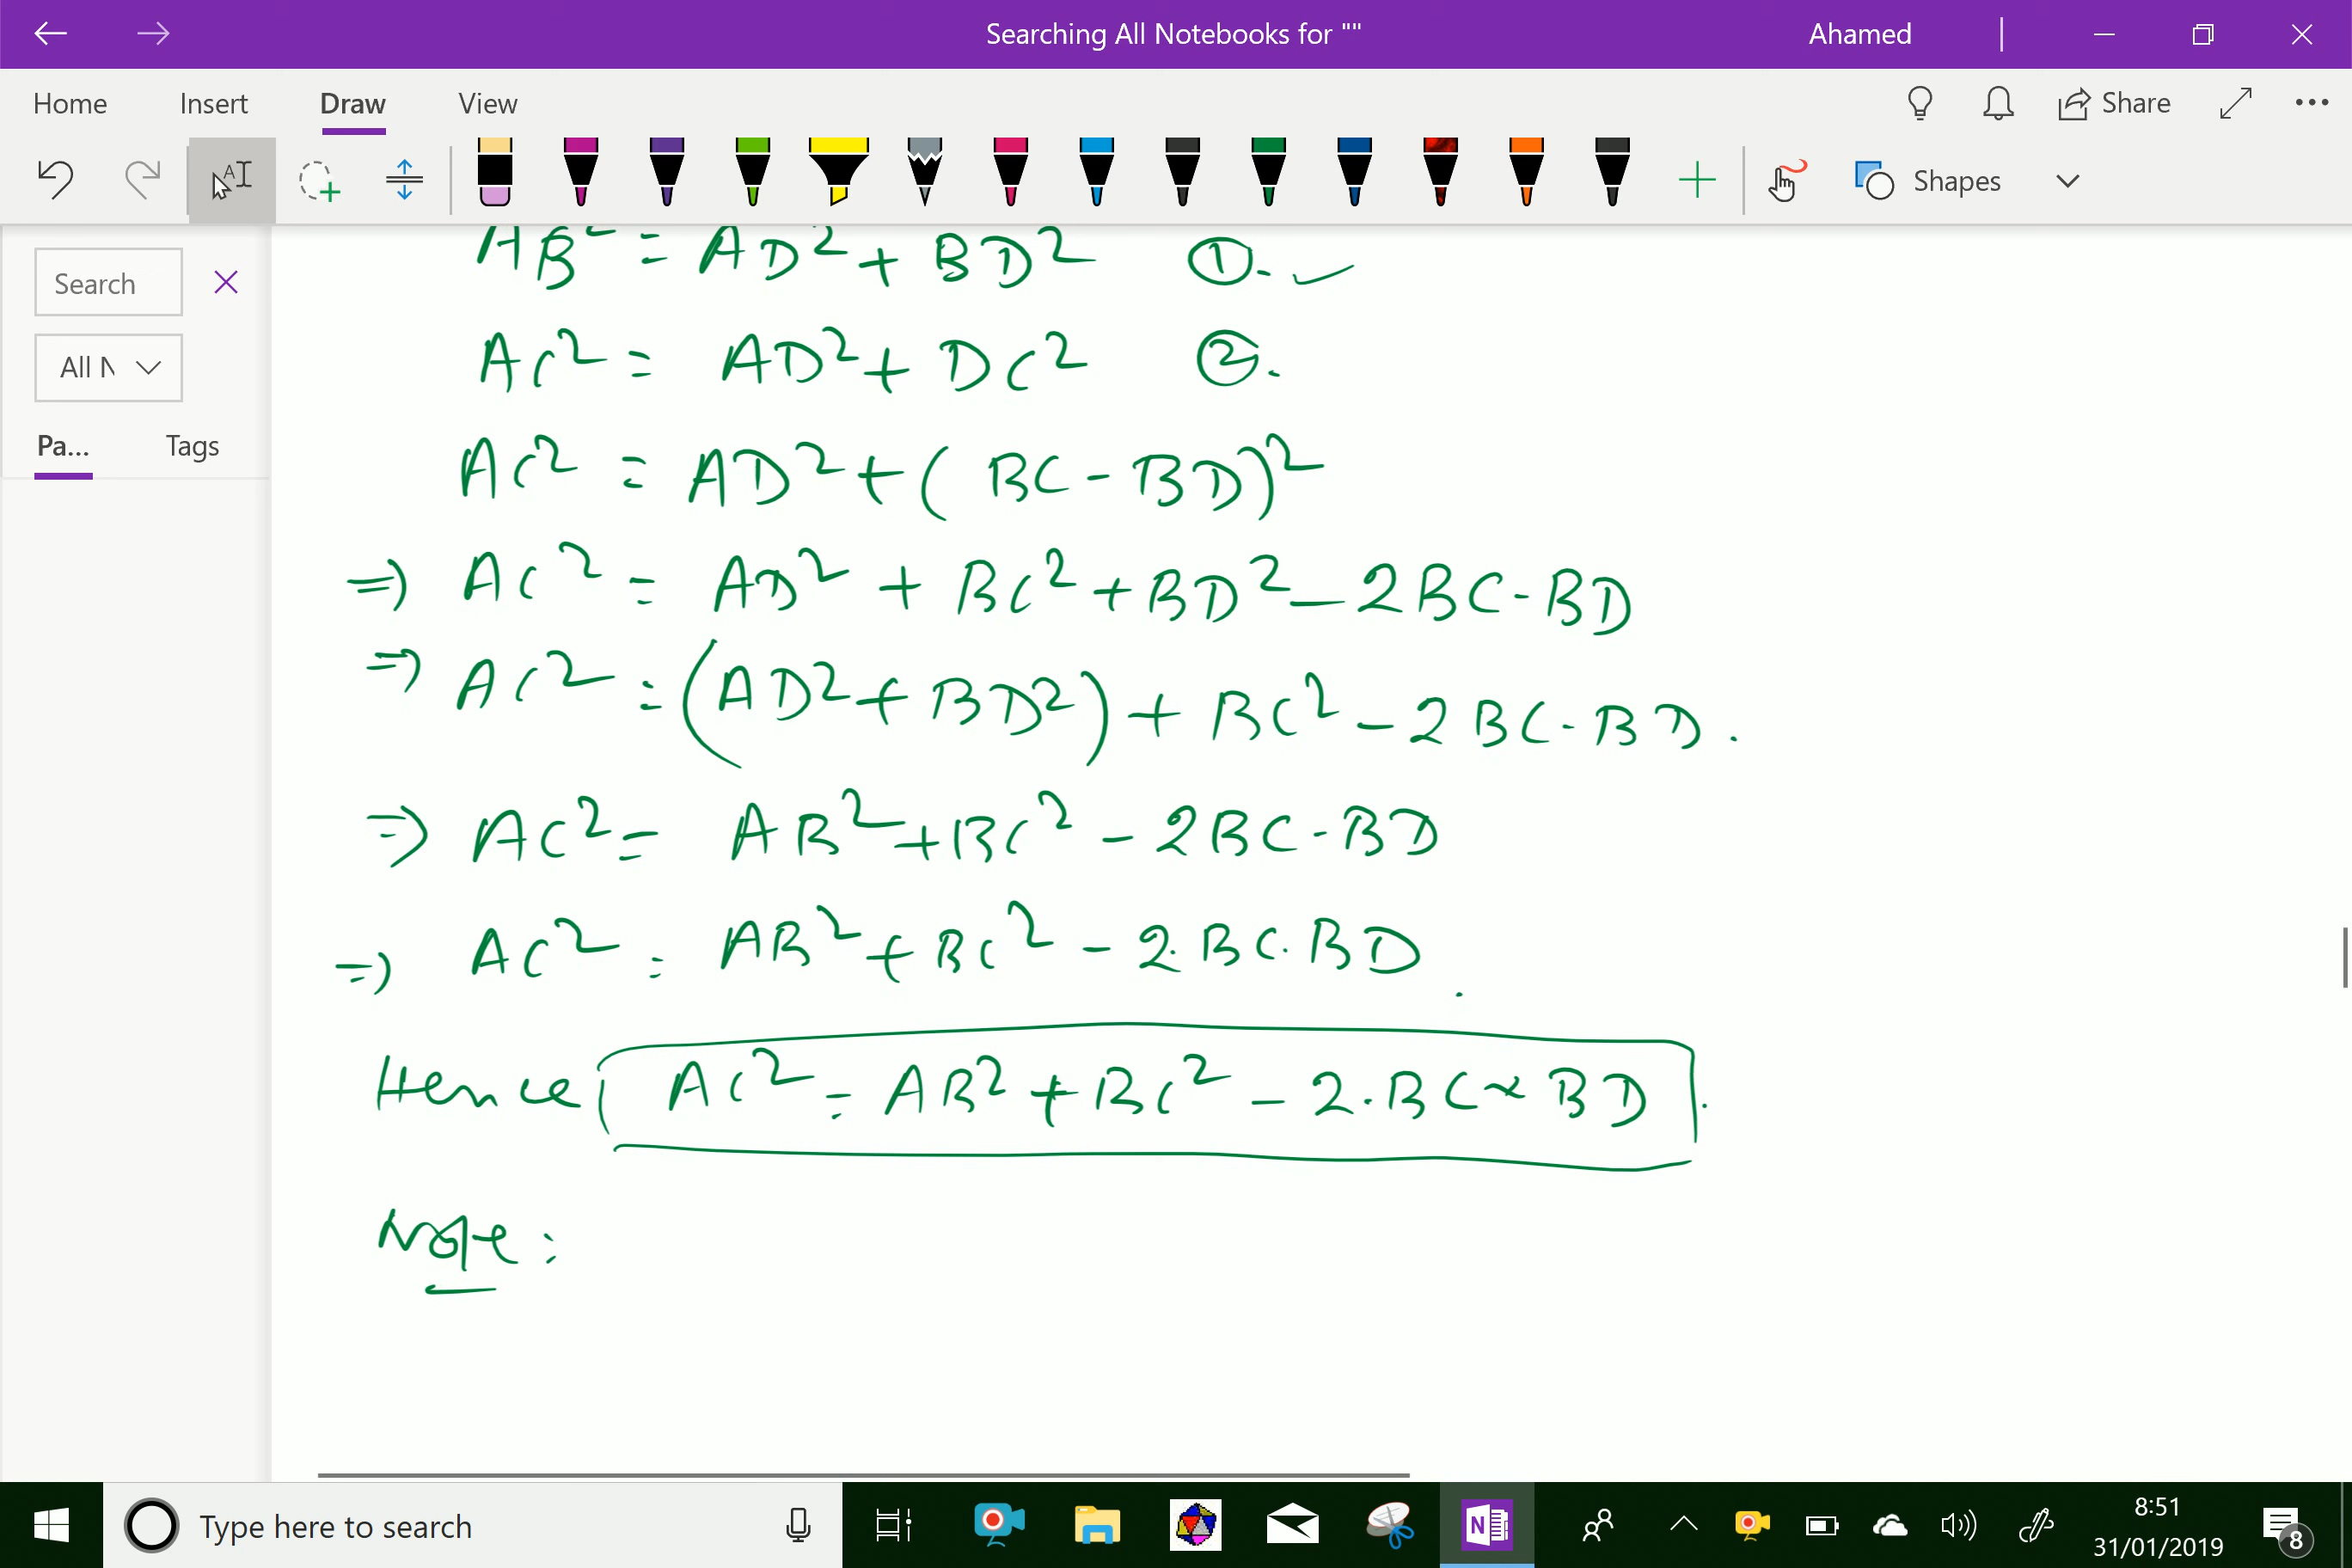 Searching All Notebooks for ""
Ahamed
Home Insert Draw View
Share
Shapes
Search
All N
Pa... Tags
AB² = AD² + BD² ①.
AC² = AD² + DC² ②.
AC² = AD² + (BC - BD)²
⇒ AC² = AD² + BC² + BD² - 2BC·BD
⇒ AC² = (AD² + BD²) + BC² - 2BC·BD.
⇒ AC² = AB² + BC² - 2BC·BD
⇒ AC² = AB² + BC² - 2·BC·BD.
Hence, AC² = AB² + BC² - 2·BC×BD.
Note:
Type here to search
8:51
31/01/2019
8